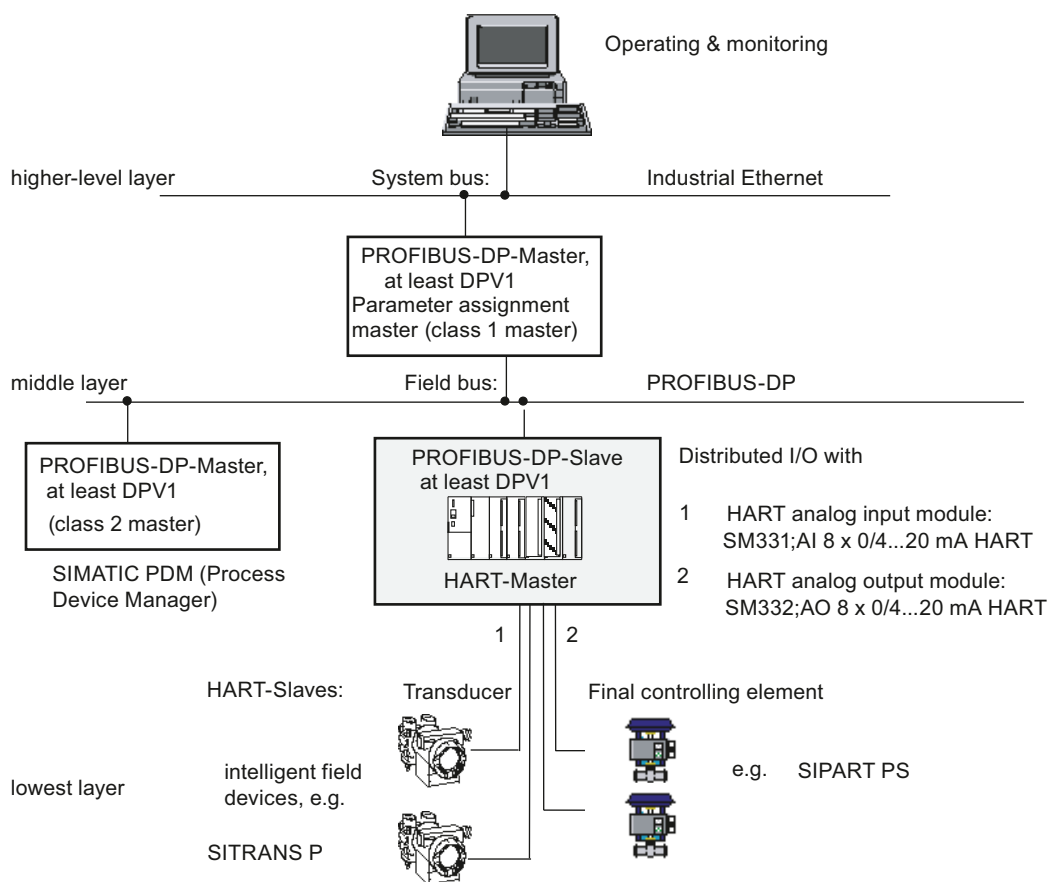 Operating & monitoring
higher-level layer
System bus:
Industrial Ethernet
PROFIBUS-DP-Master,
at least DPV1
Parameter assignment
master (class 1 master)
middle layer
Field bus:
PROFIBUS-DP
PROFIBUS-DP-Master,
at least DPV1
(class 2 master)
SIMATIC PDM (Process
Device Manager)
PROFIBUS-DP-Slave
at least DPV1
HART-Master
Distributed I/O with
1 HART analog input module:
SM331;AI 8 x 0/4...20 mA HART
2 HART analog output module:
SM332;AO 8 x 0/4...20 mA HART
1
2
HART-Slaves:
Transducer
Final controlling element
lowest layer
intelligent field
devices, e.g.
SITRANS P
e.g. SIPART PS